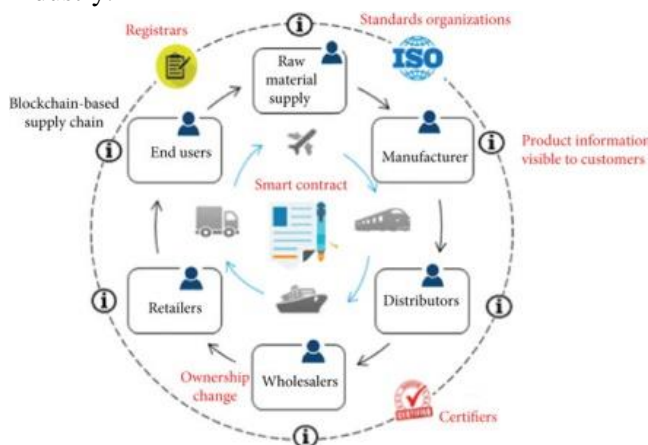 Registrars
Standards organizations
ISO
Raw
material
supply
Blockchain-based
supply chain
End users
Manufacturer
Product information
visible to customers
Smart contract
Retailers
Distributors
Ownership
change
Wholesalers
CERTIFIED
Certifiers
i
i
i
i
i
i